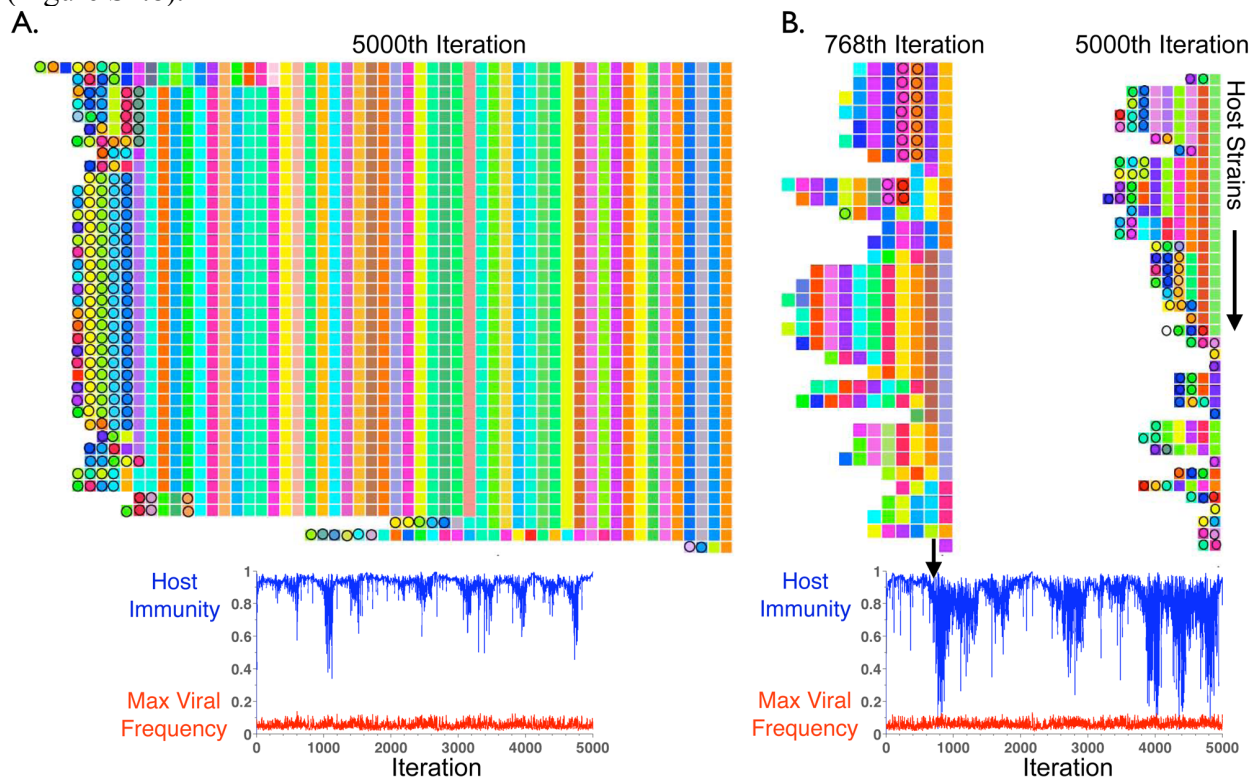 A.
B.
5000th Iteration
768th Iteration
5000th Iteration
Host Strains
Host
Immunity
Max Viral
Frequency
1
0.8
0.6
0.4
0.2
0
0
1000
2000
3000
4000
5000
Iteration
Host
Immunity
Max Viral
Frequency
1
0.8
0.6
0.4
0.2
0
0
1000
2000
3000
4000
5000
Iteration